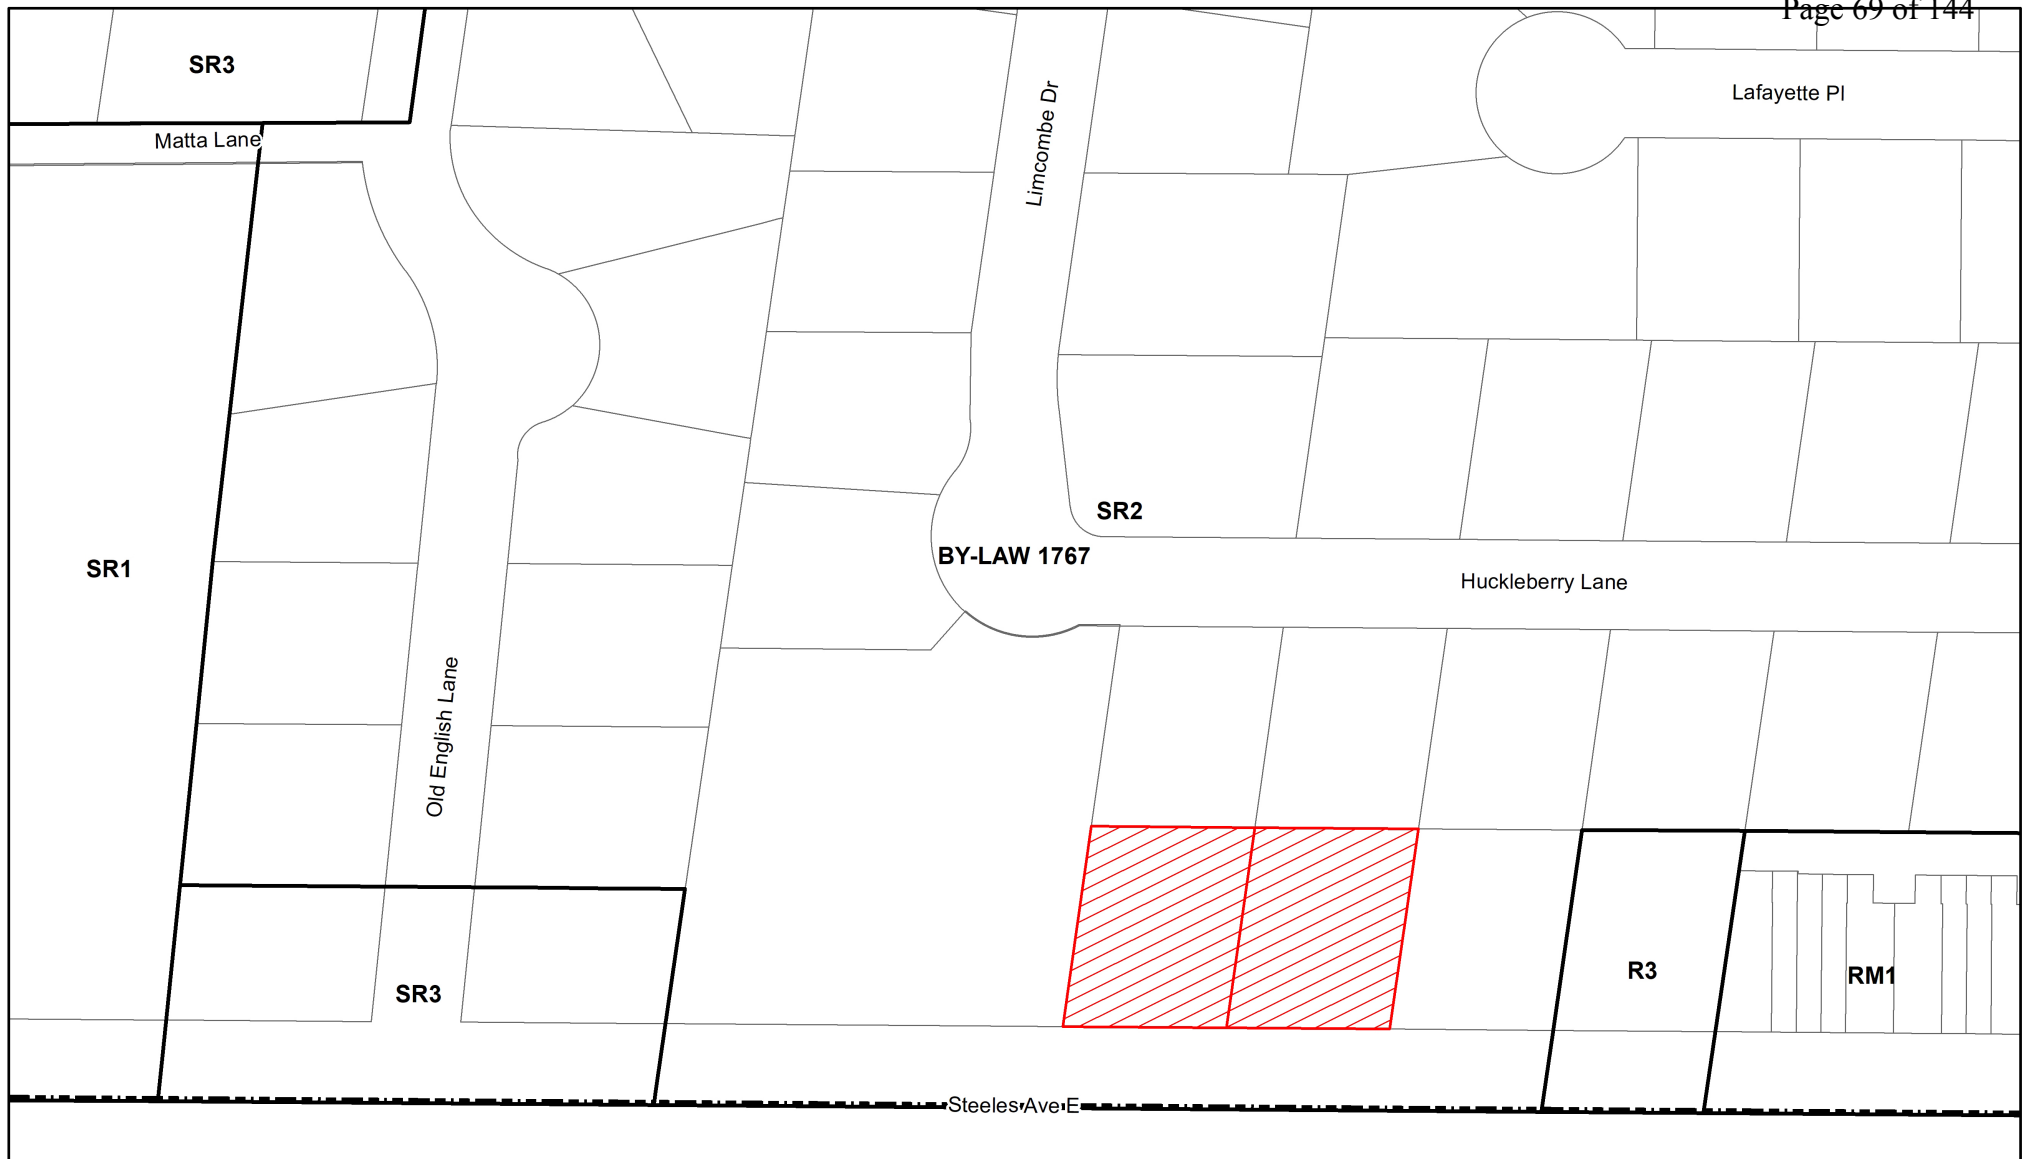 Page 69 of 144
SR3
Lafayette Pl
Matta Lane
Limcombe Dr
SR2
BY-LAW 1767
SR1
Huckleberry Lane
Old English Lane
R3
RM1
SR3
Steeles Ave E